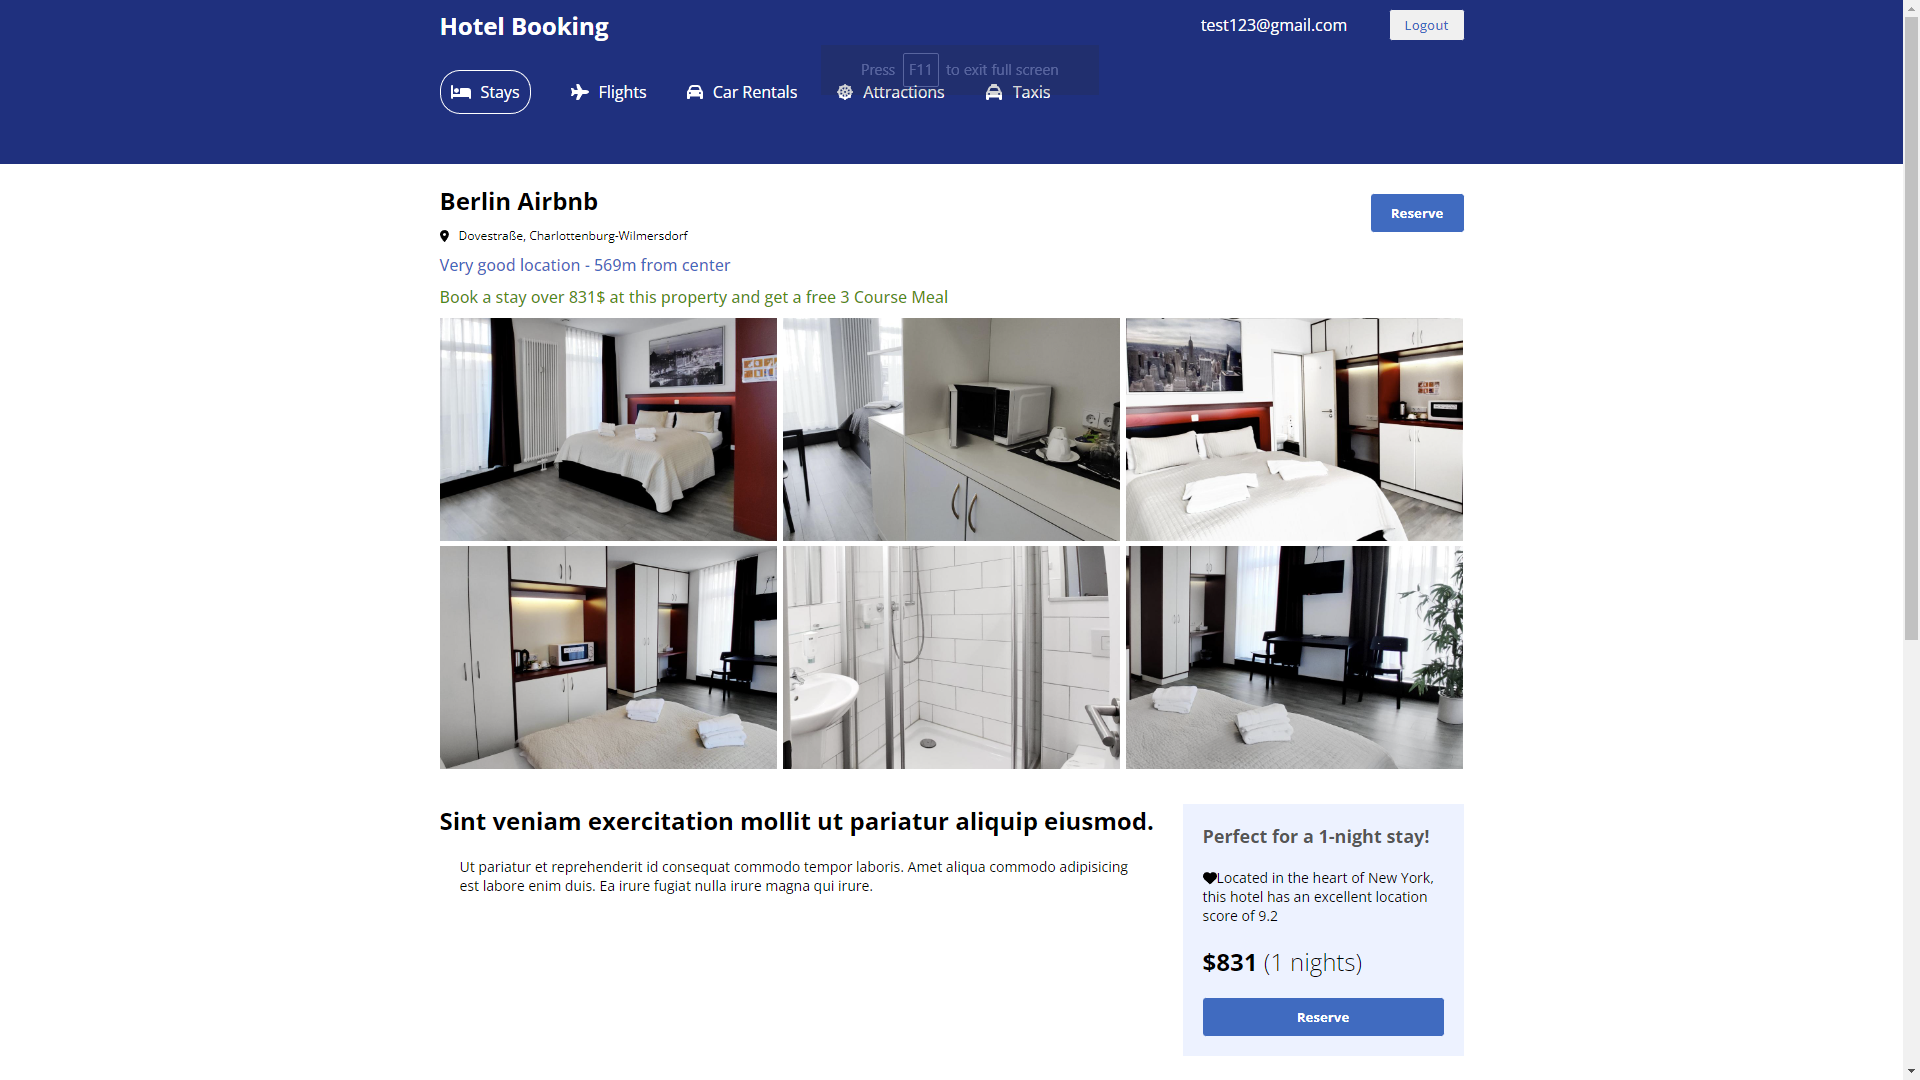 Hotel Booking
test123@gmail.com
Logout
Press F11 to exit full screen
Stays
Flights
Car Rentals
Attractions
Taxis
Berlin Airbnb
Reserve
Dovestraße, Charlottenburg-Wilmersdorf
Very good location - 569m from center
Book a stay over 831$ at this property and get a free 3 Course Meal
Sint veniam exercitation mollit ut pariatur aliquip eiusmod.
Ut pariatur et reprehenderit id consequat commodo tempor laboris. Amet aliqua commodo adipisicing
est labore enim duis. Ea irure fugiat nulla irure magna qui irure.
Perfect for a 1-night stay!
Located in the heart of New York,
this hotel has an excellent location
score of 9.2
$831 (1 nights)
Reserve